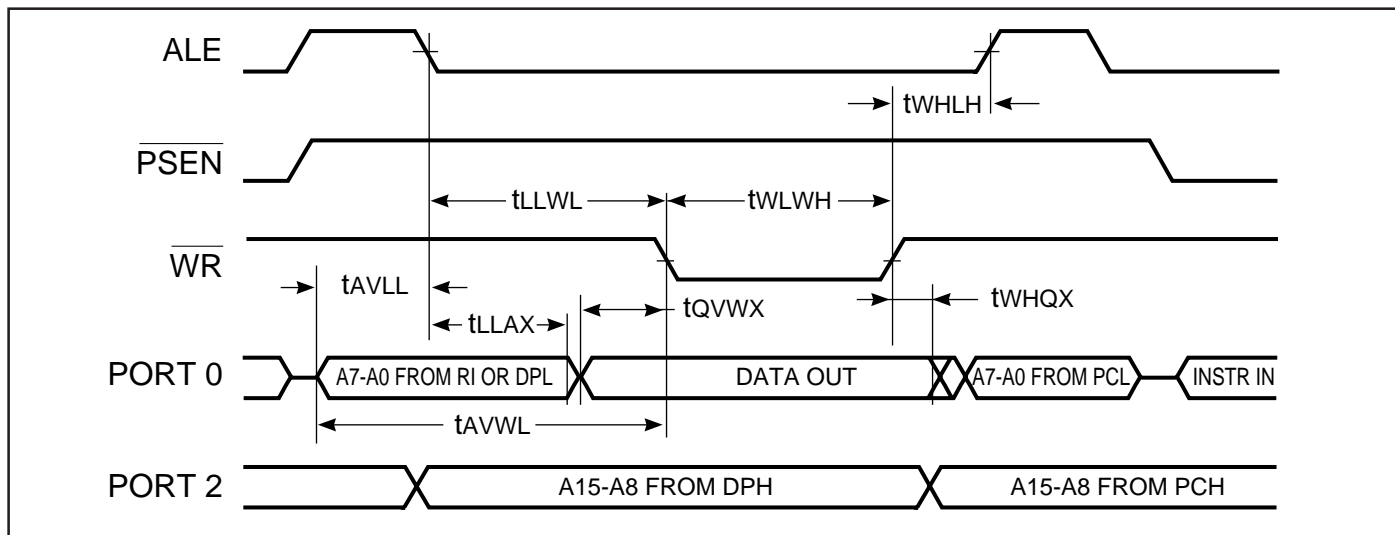 ALE
tWHLH
PSEN
tLLWL
tWLWH
WR
tAVLL
tQVWX
tWHQX
tLLAX
PORT 0
A7-A0 FROM RI OR DPL
DATA OUT
A7-A0 FROM PCL
INSTR IN
tAVWL
PORT 2
A15-A8 FROM DPH
A15-A8 FROM PCH